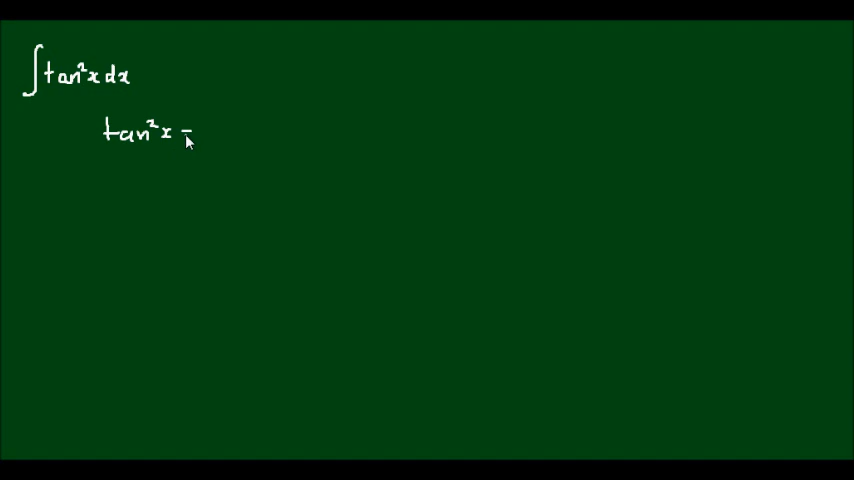 ∫tan²x dx
tan²x =